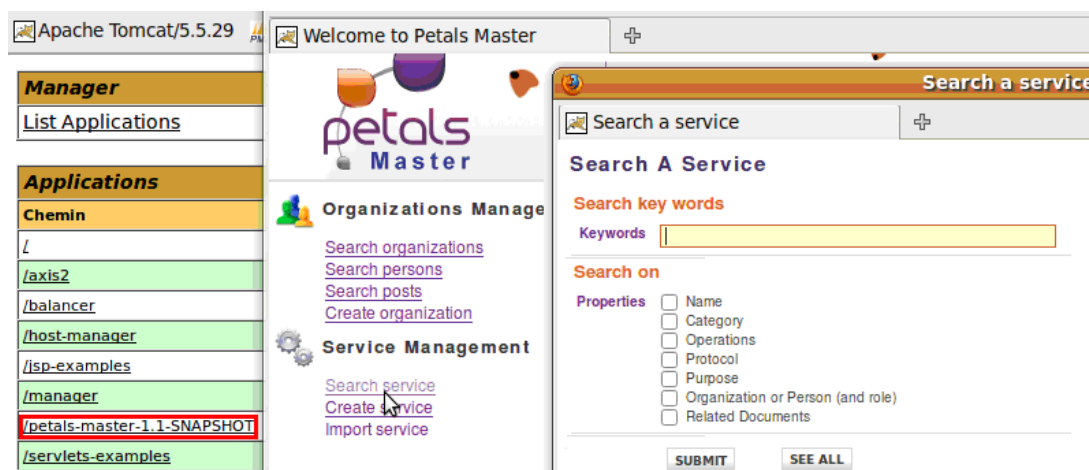 Apache Tomcat/5.5.29
Manager
List Applications
Applications
Chemin
/
/axis2
/balancer
/host-manager
/jsp-examples
/manager
/petals-master-1.1-SNAPSHOT
/servlets-examples
Welcome to Petals Master
petals
Master
Organizations Manage
Search organizations
Search persons
Search posts
Create organization
Service Management
Search service
Create service
Import service
Search a service
Search a service
Search A Service
Search key words
Keywords
Search on
Properties
Name
Category
Operations
Protocol
Purpose
Organization or Person (and role)
Related Documents
SUBMIT SEE ALL